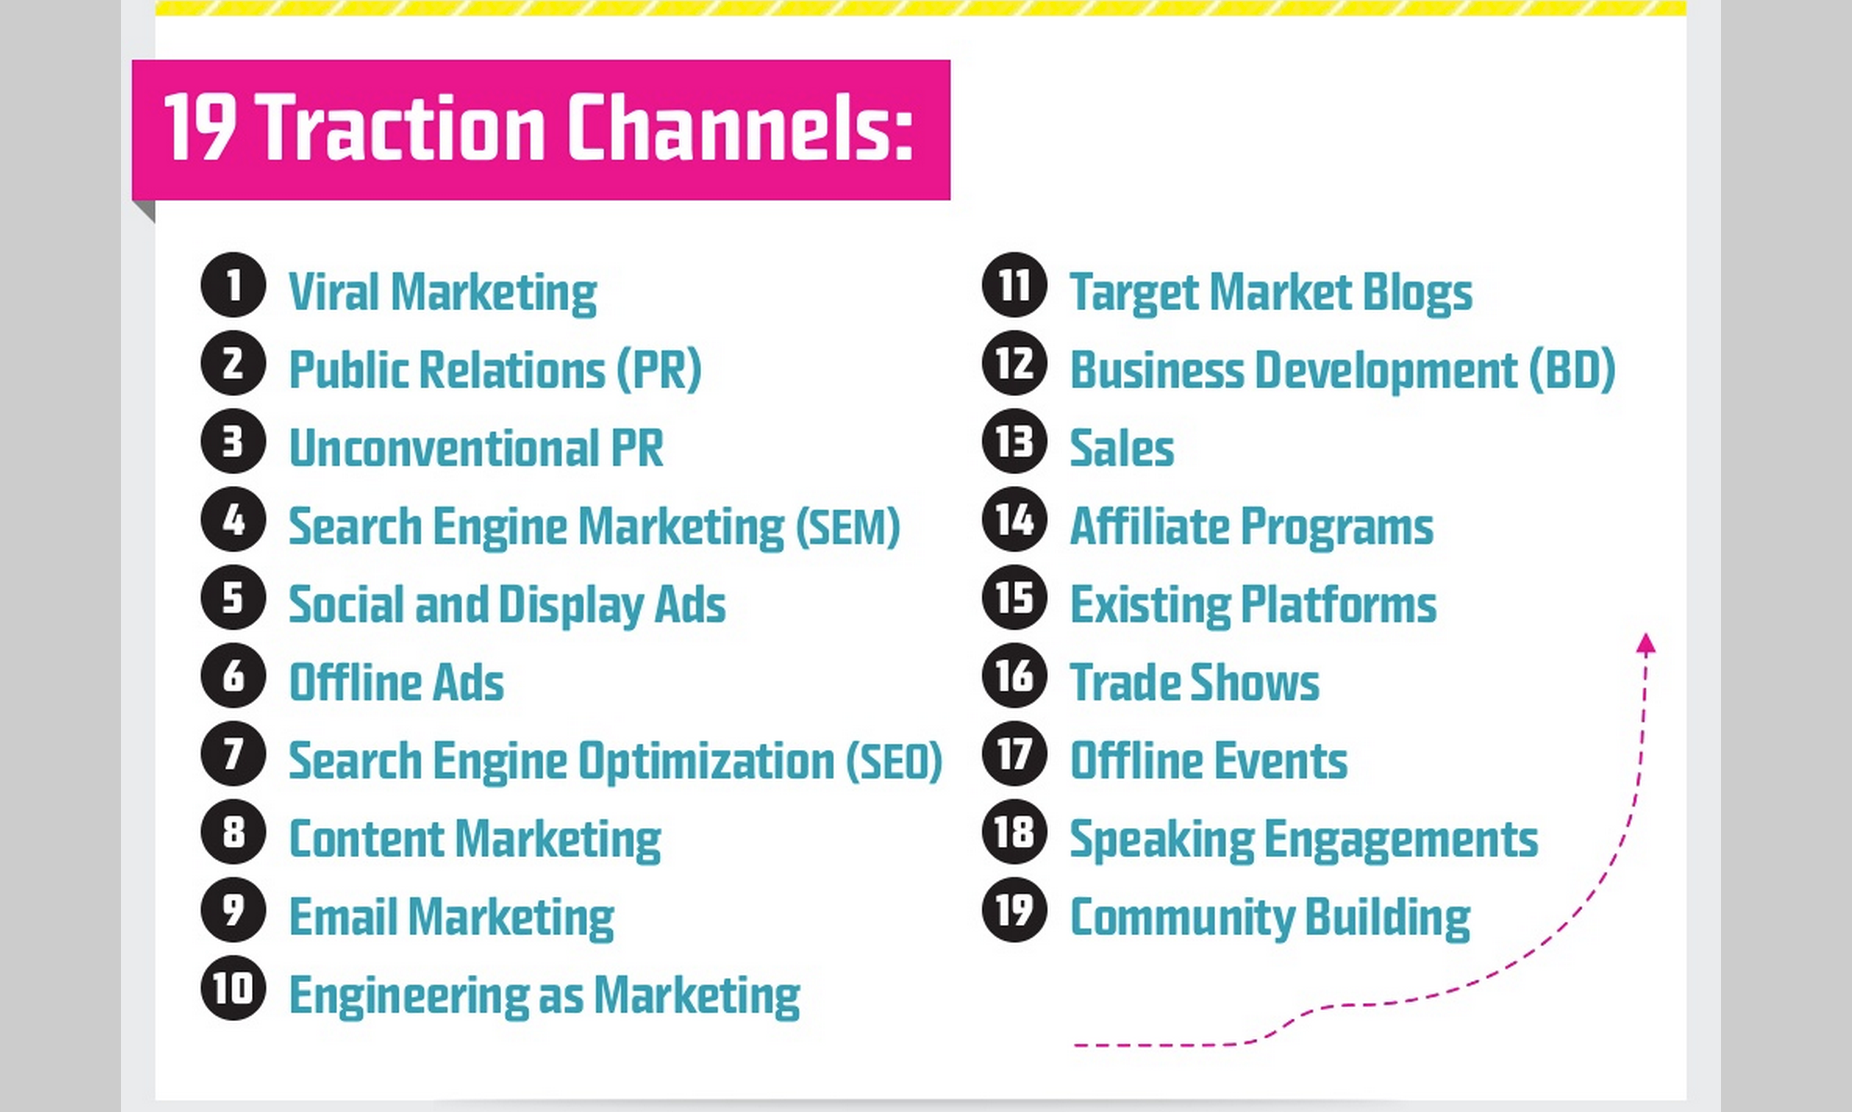 19 Traction Channels:
1 Viral Marketing
2 Public Relations (PR)
3 Unconventional PR
4 Search Engine Marketing (SEM)
5 Social and Display Ads
6 Offline Ads
7 Search Engine Optimization (SEO)
8 Content Marketing
9 Email Marketing
10 Engineering as Marketing
11 Target Market Blogs
12 Business Development (BD)
13 Sales
14 Affiliate Programs
15 Existing Platforms
16 Trade Shows
17 Offline Events
18 Speaking Engagements
19 Community Building